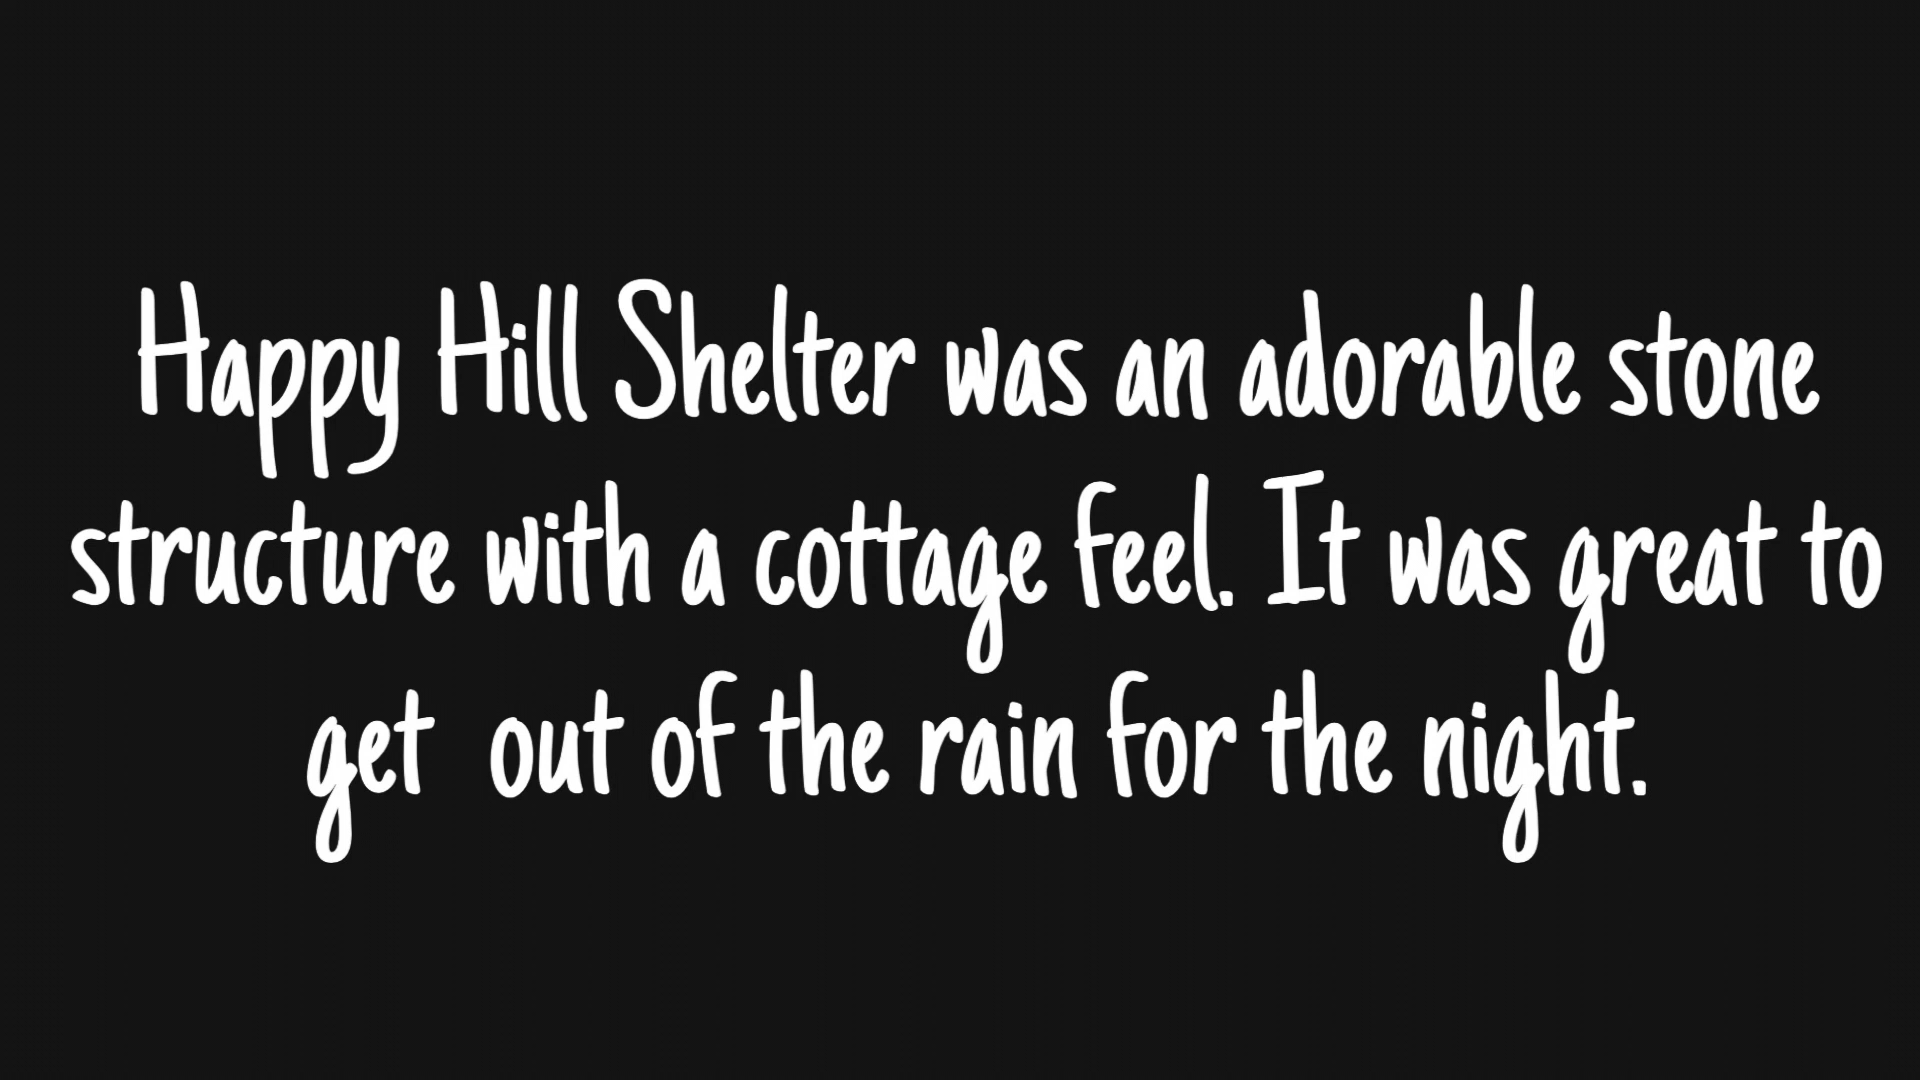 Happy Hill Shelter was an adorable stone
structure with a cottage feel. It was great to
get  out of the rain for the night.